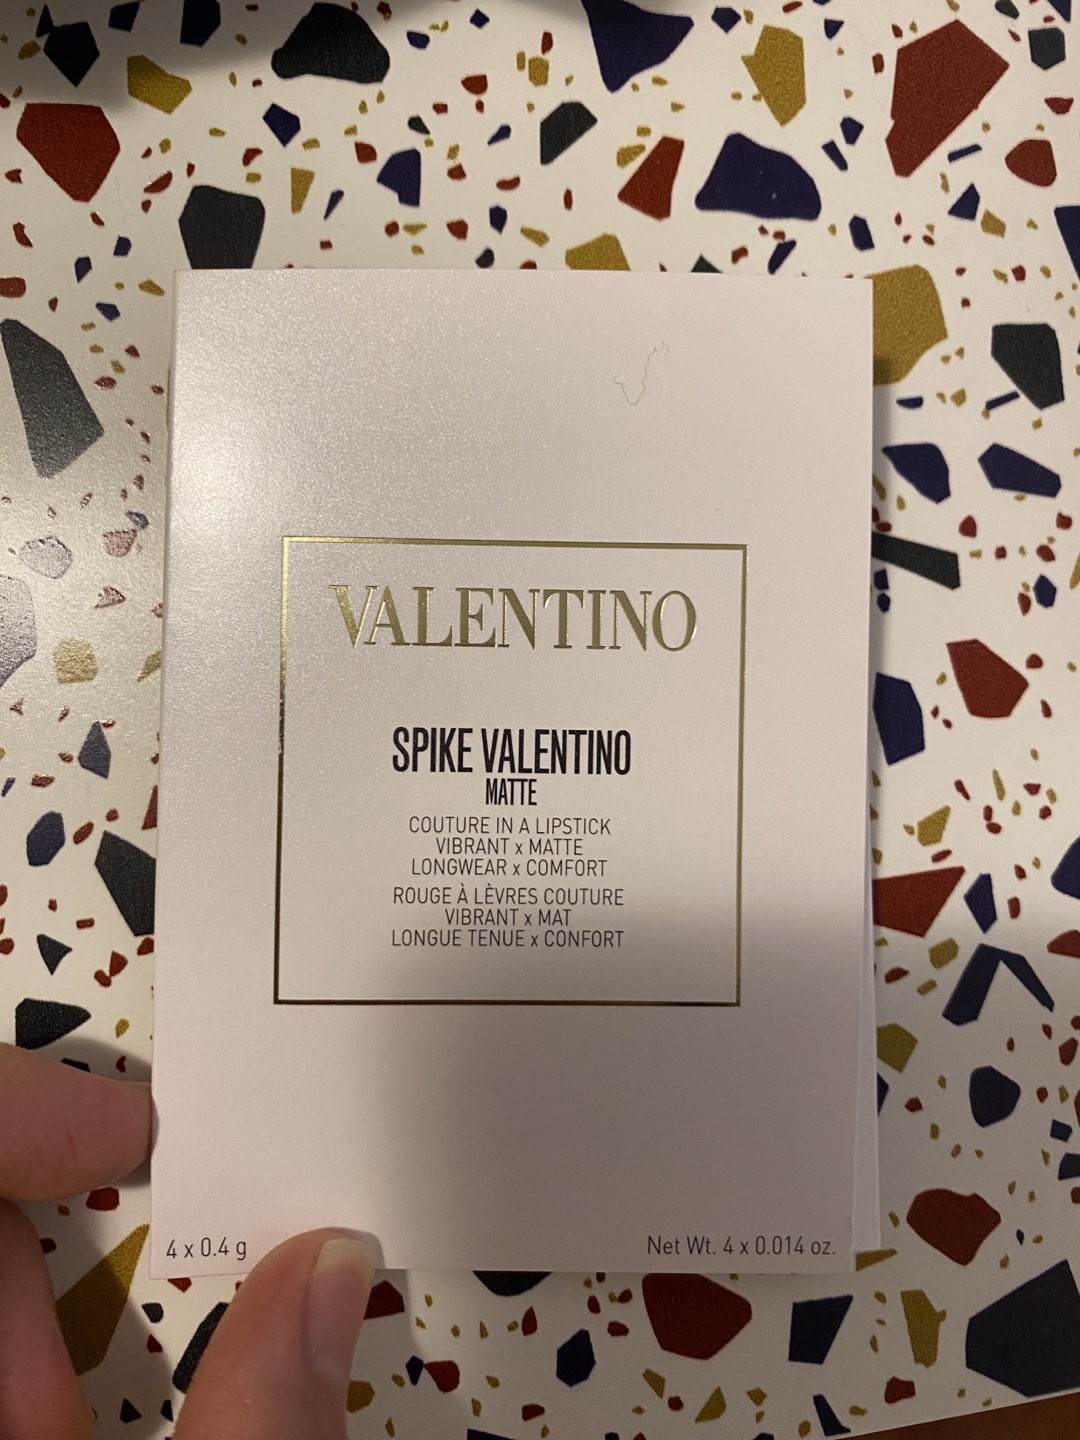 VALENTINO
SPIKE VALENTINO
MATTE
COUTURE IN A LIPSTICK
VIBRANT x MATTE
LONGWEAR x COMFORT
ROUGE À LÈVRES COUTURE
VIBRANT x MAT
LONGUE TENUE x CONFORT
4 x 0.4 g
Net Wt. 4 x 0.014 oz.